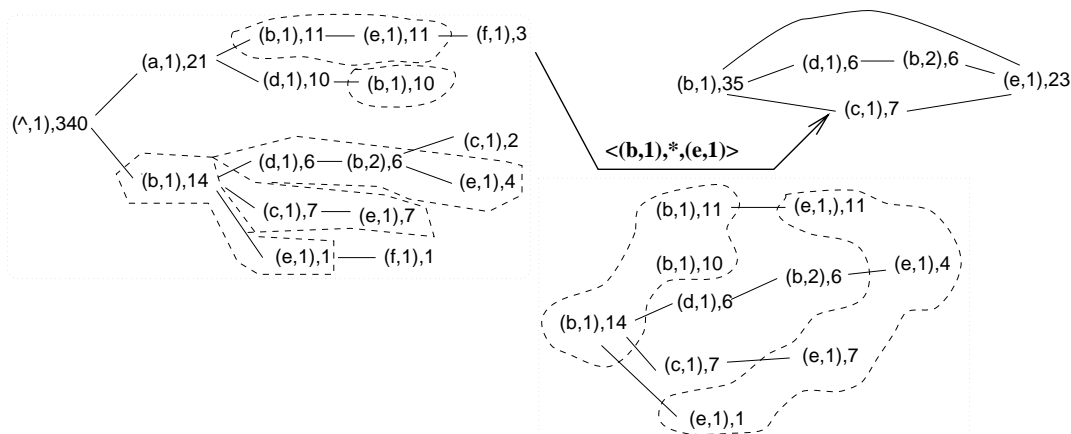 (b,1),11 (e,1),11 (f,1),3
(a,1),21
(d,1),10 (b,1),10
(^,1),340
(c,1),2
(d,1),6 (b,2),6
(b,1),14 (e,1),4
(c,1),7 (e,1),7
(e,1),1 (f,1),1
<(b,1),*,(e,1)>
(d,1),6 (b,2),6
(b,1),35 (e,1),23
(c,1),7
(b,1),11 (e,1,),11
(b,1),10 (e,1),4
(b,2),6
(d,1),6
(b,1),14
(c,1),7 (e,1),7
(e,1),1